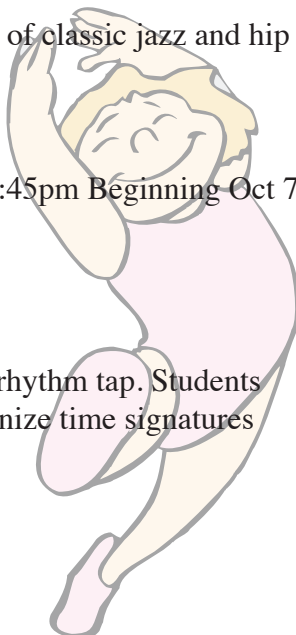 of classic jazz and hip
:45pm Beginning Oct 7
rhythm tap. Students
nize time signatures